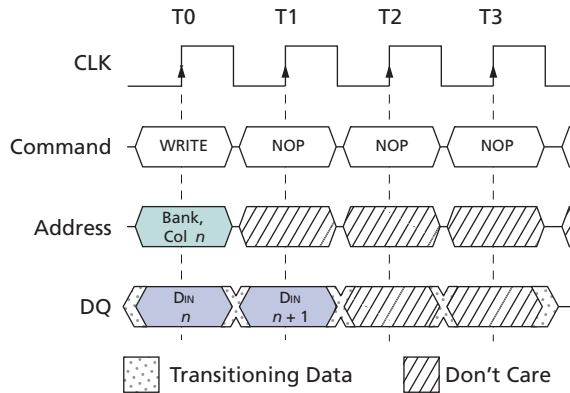 T0 T1 T2 T3
CLK
Command WRITE NOP NOP NOP
Address Bank,
Col n
DQ DIN DIN
n n + 1
Transitioning Data Don't Care